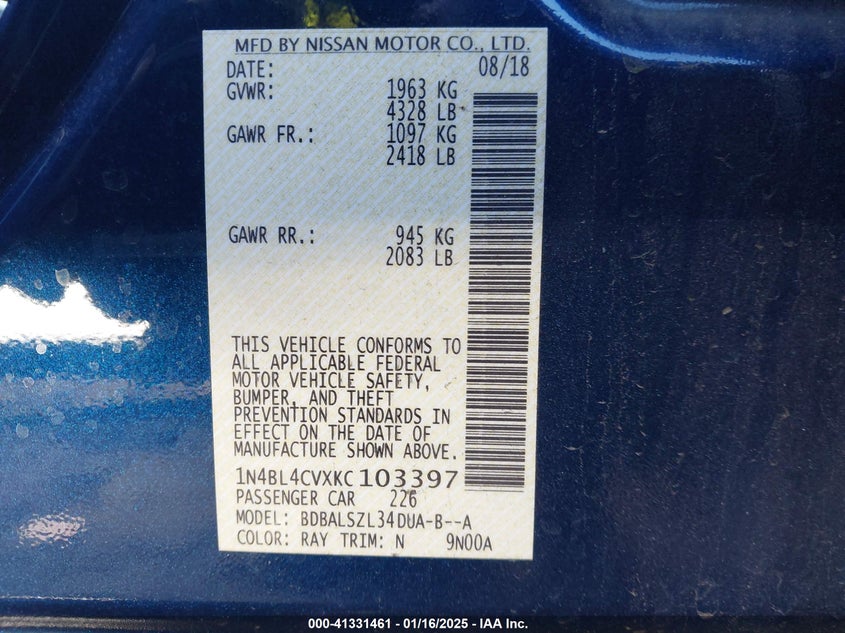 MFD BY NISSAN MOTOR CO., LTD.
DATE: 08/18
GVWR: 1963 KG
4328 LB
GAWR FR.: 1097 KG
2418 LB
GAWR RR.: 945 KG
2083 LB
THIS VEHICLE CONFORMS TO
ALL APPLICABLE FEDERAL
MOTOR VEHICLE SAFETY,
BUMPER, AND THEFT
PREVENTION STANDARDS IN
EFFECT ON THE DATE OF
MANUFACTURE SHOWN ABOVE.
1N4BL4CVXKC103397
PASSENGER CAR 226
MODEL: BDBALSZL34DUA-B--A
COLOR: RAY TRIM: N 9N00A
000-41331461 - 01/16/2025 - IAA Inc.